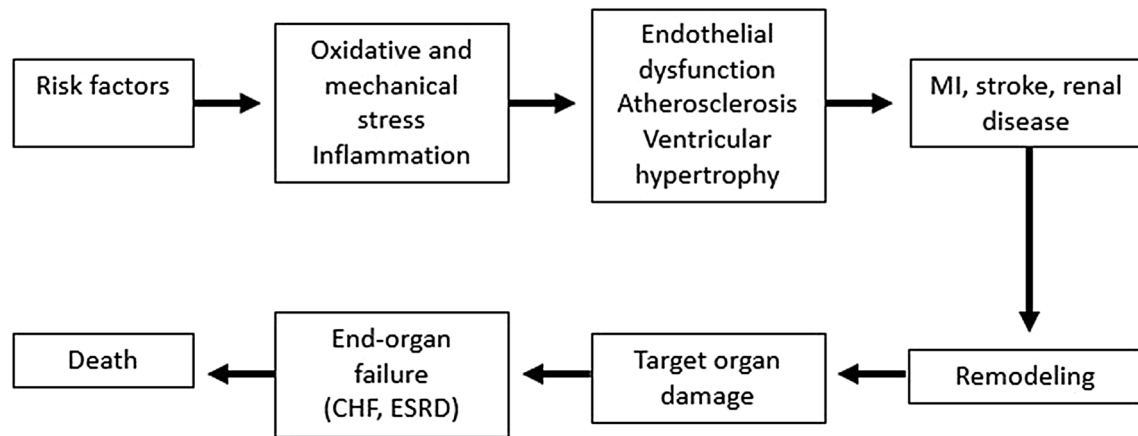 Risk factors
Oxidative and
mechanical
stress
Inflammation
Endothelial
dysfunction
Atherosclerosis
Ventricular
hypertrophy
MI, stroke, renal
disease
Remodeling
Target organ
damage
End-organ
failure
(CHF, ESRD)
Death